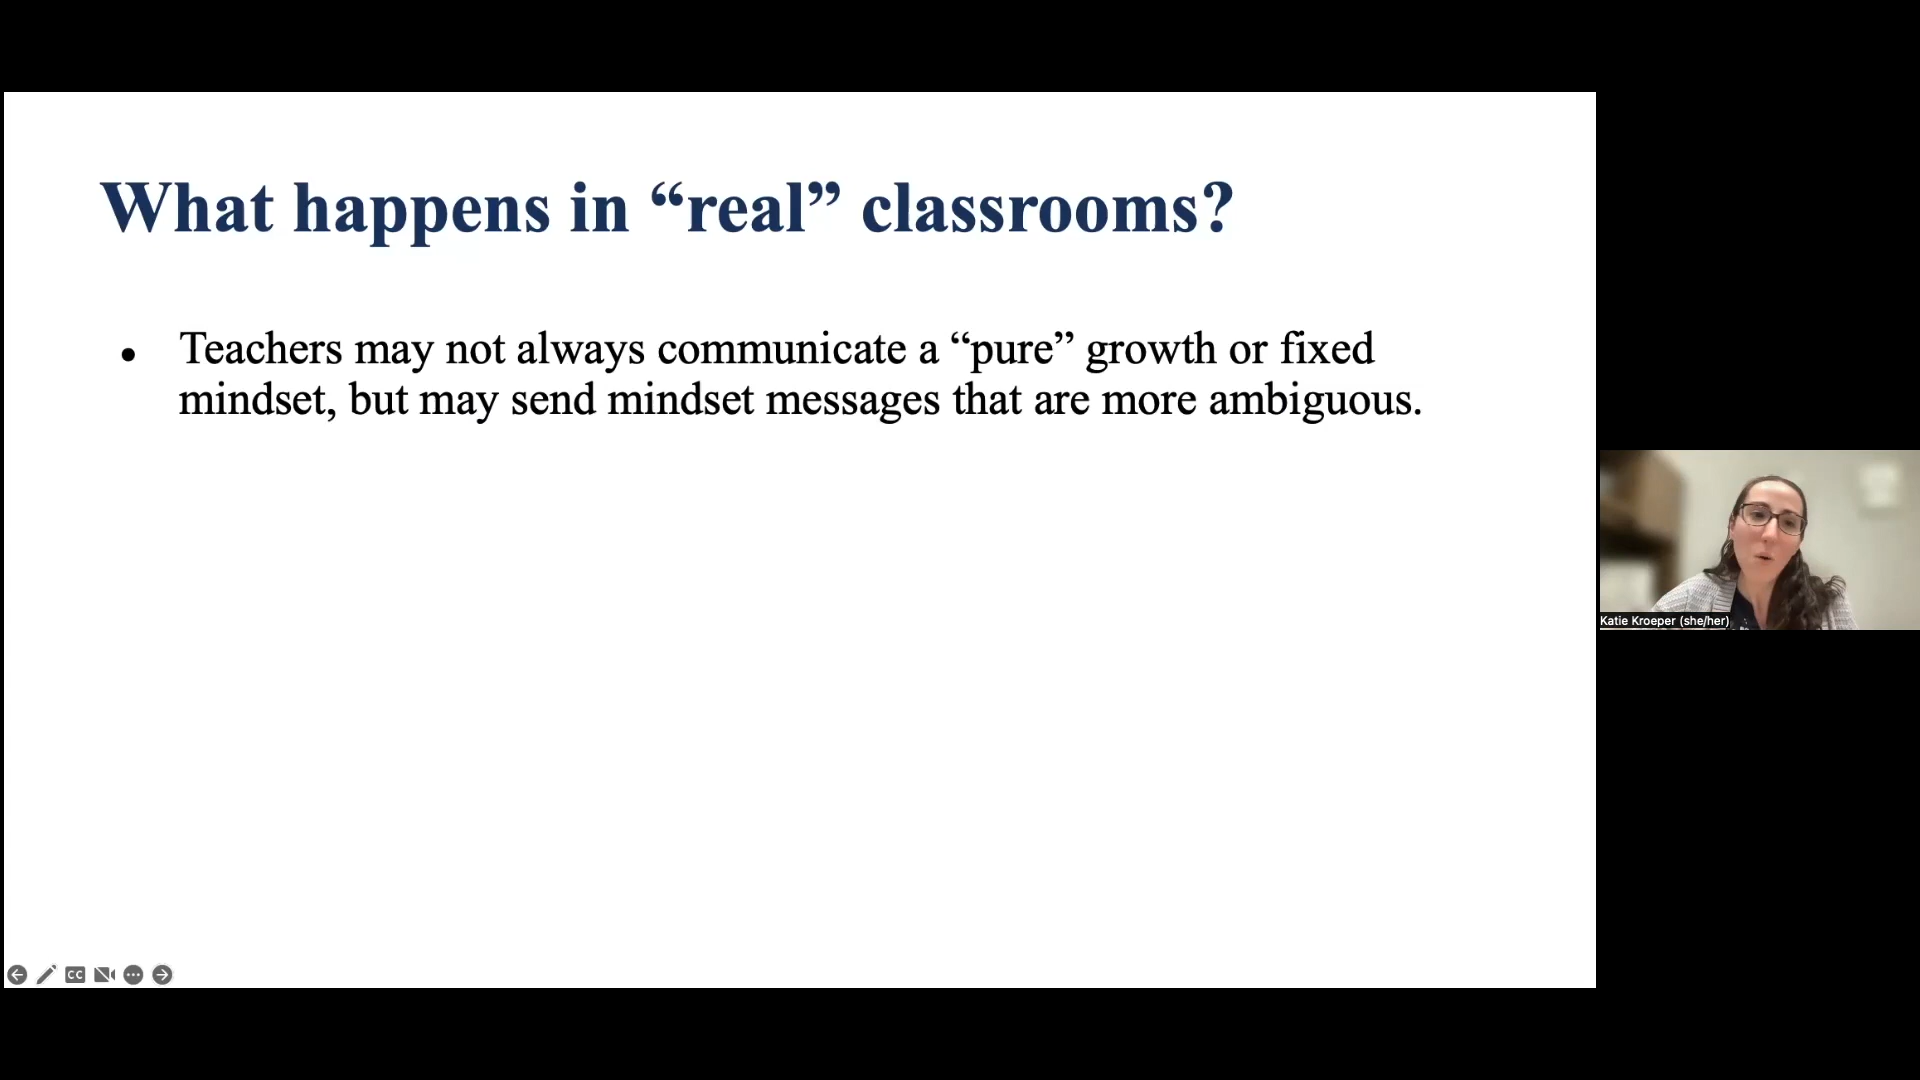 What happens in “real” classrooms?
• Teachers may not always communicate a “pure” growth or fixed
mindset, but may send mindset messages that are more ambiguous.
Katie Kroeper (she/her)
CC